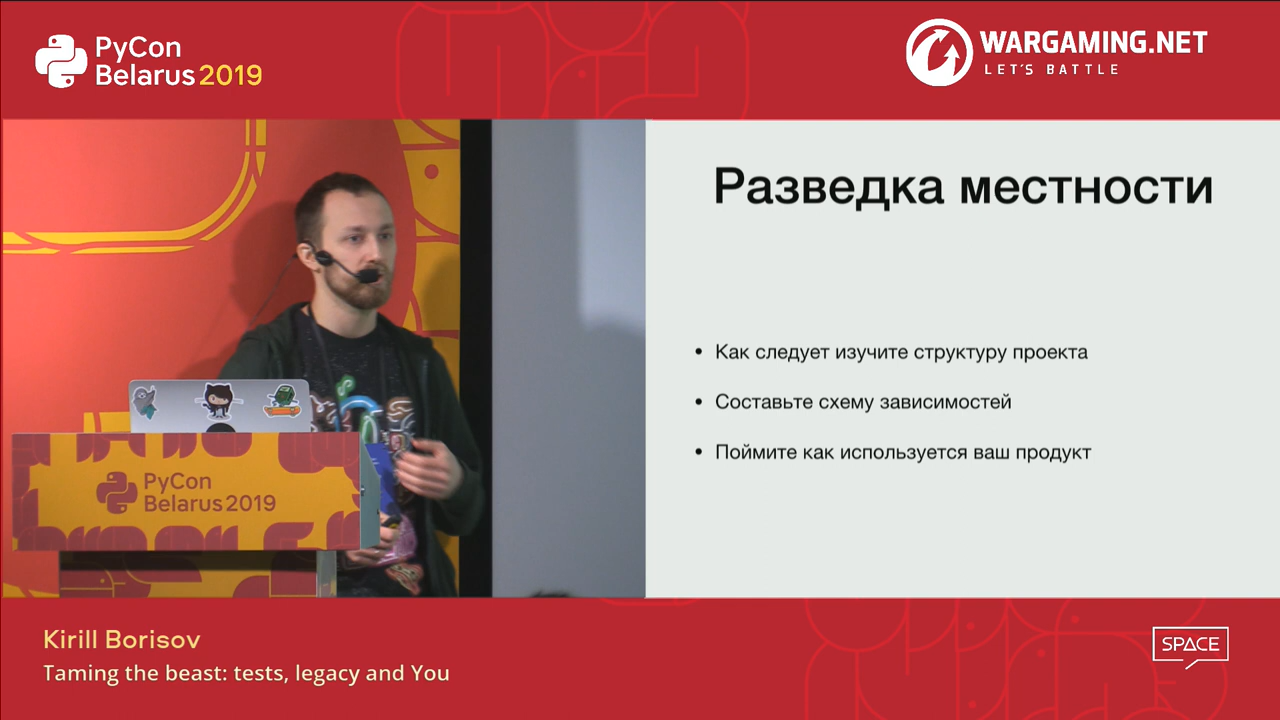 PyCon
Belarus 2019
WARGAMING.NET
LET'S BATTLE
Разведка местности
• Как следует изучите структуру проекта
• Составьте схему зависимостей
• Поймите как используется ваш продукт
PyCon
Belarus 2019
Kirill Borisov
Taming the beast: tests, legacy and You
SPACE